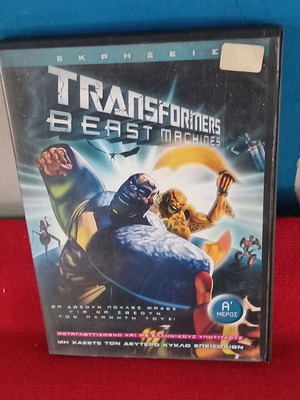 ΕΚΡΗΞΕΙΣ
TRANSFORMERS
BEAST MACHINES
ΘΑ ΔΩΣΟΥΝ ΠΟΛΛΕΣ ΜΑΧΕΣ
ΓΙΑ ΝΑ ΣΩΣΟΥΝ
ΤΟΝ ΠΛΑΝΗΤΗ ΤΟΥΣ!
Α'
ΜΕΡΟΣ
ΜΕΤΑΓΛΩΤΤΙΣΜΕΝΟ ΚΑΙ ΜΕ ΕΛΛΗΝΙΚΟΥΣ ΥΠΟΤΙΤΛΟΥΣ
ΜΗ ΧΑΣΕΤΕ ΤΟΝ ΔΕΥΤΕΡΟ ΚΥΚΛΟ ΕΠΕΙΣΟΔΙΩΝ